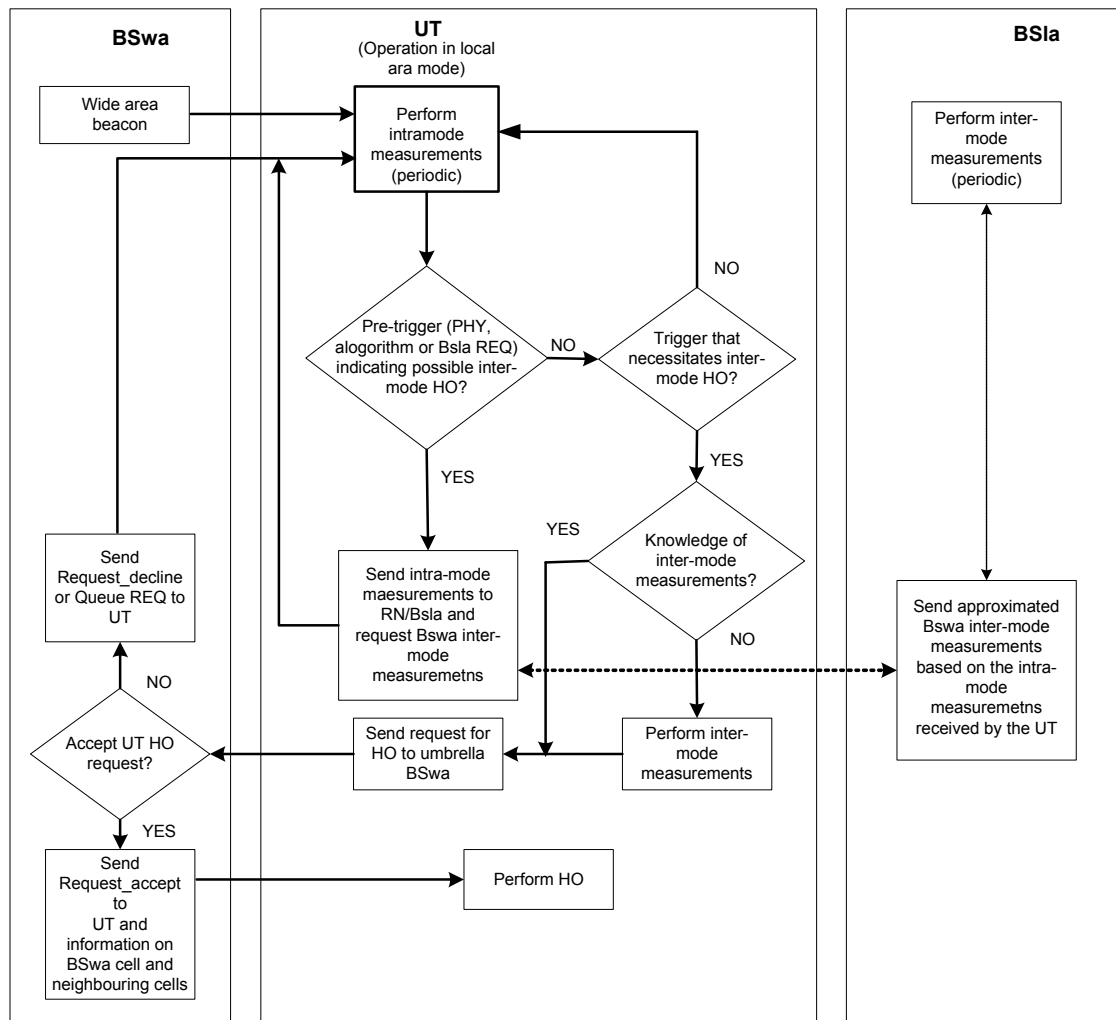 BSwa
Wide area
beacon
Send
Request_decline
or Queue REQ to
UT
NO
Accept UT HO
request?
YES
Send
Request_accept
to
UT and
information on
BSwa cell and
neighbouring cells
UT
(Operation in local
ara mode)
Perform
intramode
measurements
(periodic)
Pre-trigger (PHY,
alogorithm or Bsla REQ)
indicating possible inter-
mode HO?
NO
YES
NO
Trigger that
necessitates inter-
mode HO?
YES
YES
Knowledge of
inter-mode
measurements?
NO
Send intra-mode
maesurements to
RN/Bsla and
request Bswa inter-
mode
measuremetns
Send request for
HO to umbrella
BSwa
Perform inter-
mode
measurements
Perform HO
BSla
Perform inter-
mode
measurements
(periodic)
Send approximated
Bswa inter-mode
measurements
based on the intra-
mode
measuremetns
received by the UT